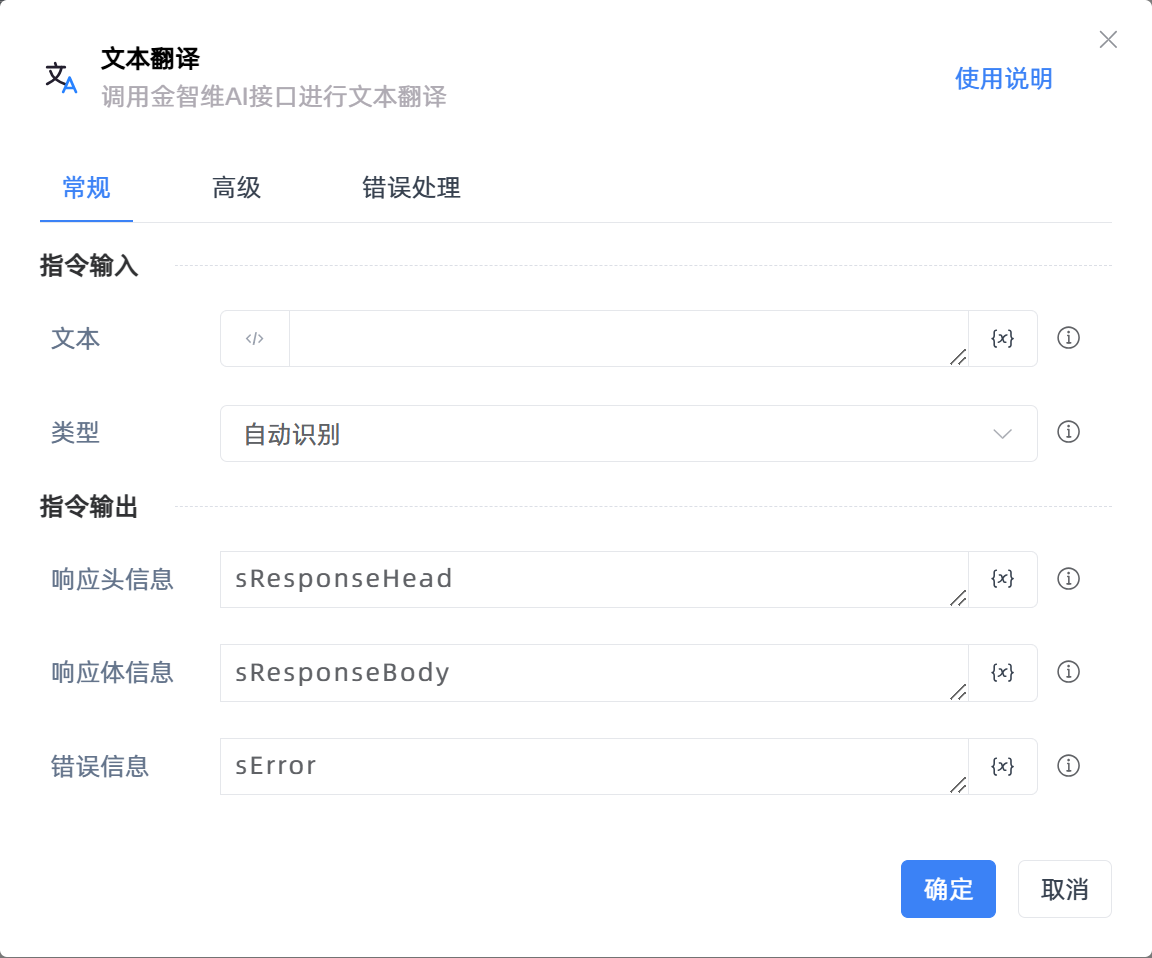 文本翻译
调用金智维AI接口进行文本翻译
使用说明
常规 高级 错误处理
指令输入
文本 </> {x}
类型 自动识别
指令输出
响应头信息 sResponseHead {x}
响应体信息 sResponseBody {x}
错误信息 sError {x}
确定 取消